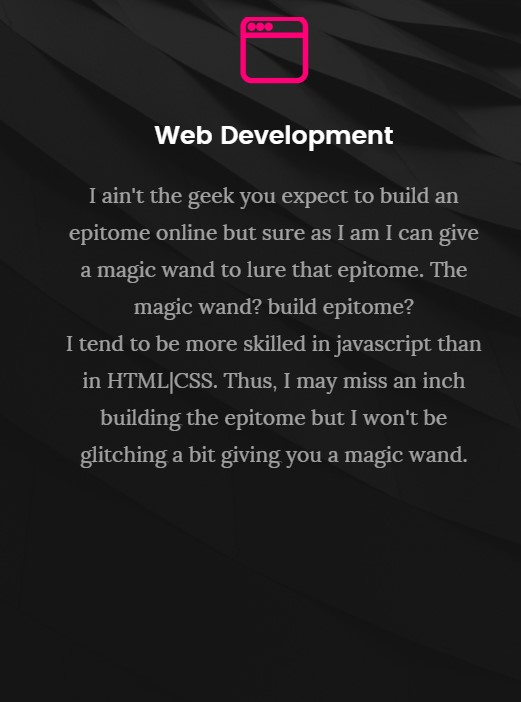 Web Development
I ain't the geek you expect to build an
epitome online but sure as I am I can give
a magic wand to lure that epitome. The
magic wand? build epitome?
I tend to be more skilled in javascript than
in HTML|CSS. Thus, I may miss an inch
building the epitome but I won't be
glitching a bit giving you a magic wand.